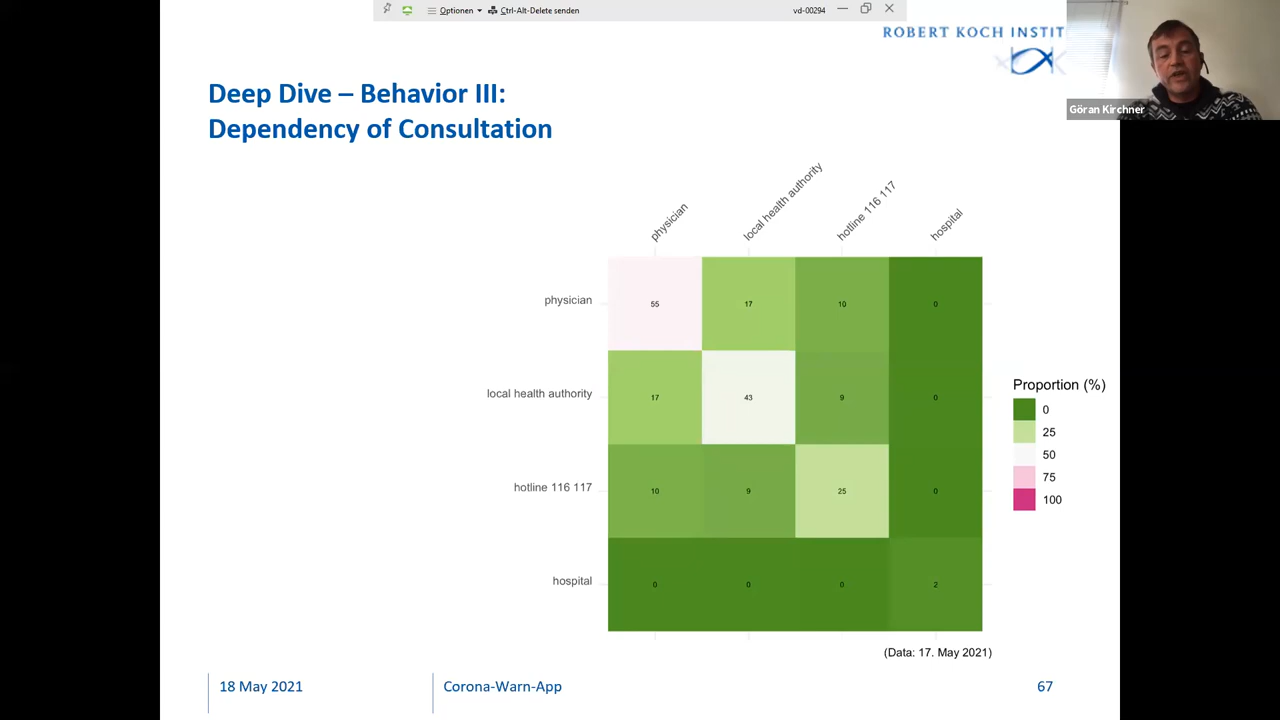 Optionen
Ctrl-Alt-Delete senden
vd-00294
ROBERT KOCH INSTIT
Göran Kirchner
Deep Dive – Behavior III:
Dependency of Consultation
physician
local health authority
hotline 116 117
hospital
physician
55
17
10
0
local health authority
17
43
9
0
hotline 116 117
10
9
25
0
hospital
0
0
0
2
Proportion (%)
0
25
50
75
100
(Data: 17. May 2021)
18 May 2021
Corona-Warn-App
67